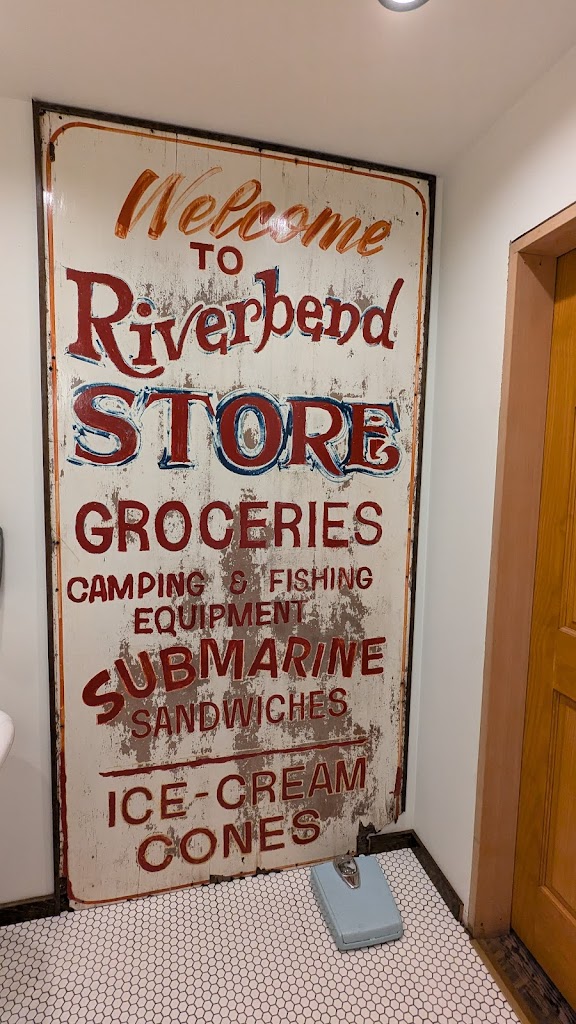 Welcome
TO
Riverbend
STORE
GROCERIES
CAMPING & FISHING
EQUIPMENT
SUBMARINE
SANDWICHES
ICE-CREAM
CONES